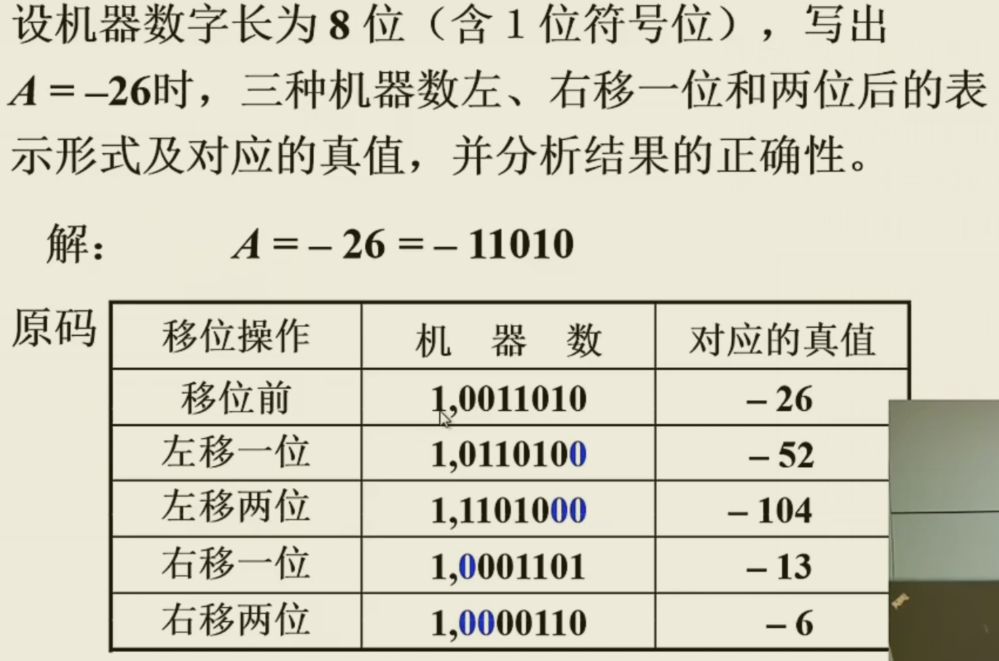 设机器数字长为 8 位（含 1 位符号位），写出
A = –26时，三种机器数左、右移一位和两位后的表
示形式及对应的真值，并分析结果的正确性。
解： A = – 26 = – 11010
原码
移位操作 机 器 数 对应的真值
移位前 1,0011010 – 26
左移一位 1,0110100 – 52
左移两位 1,1101000 – 104
右移一位 1,0001101 – 13
右移两位 1,0000110 – 6